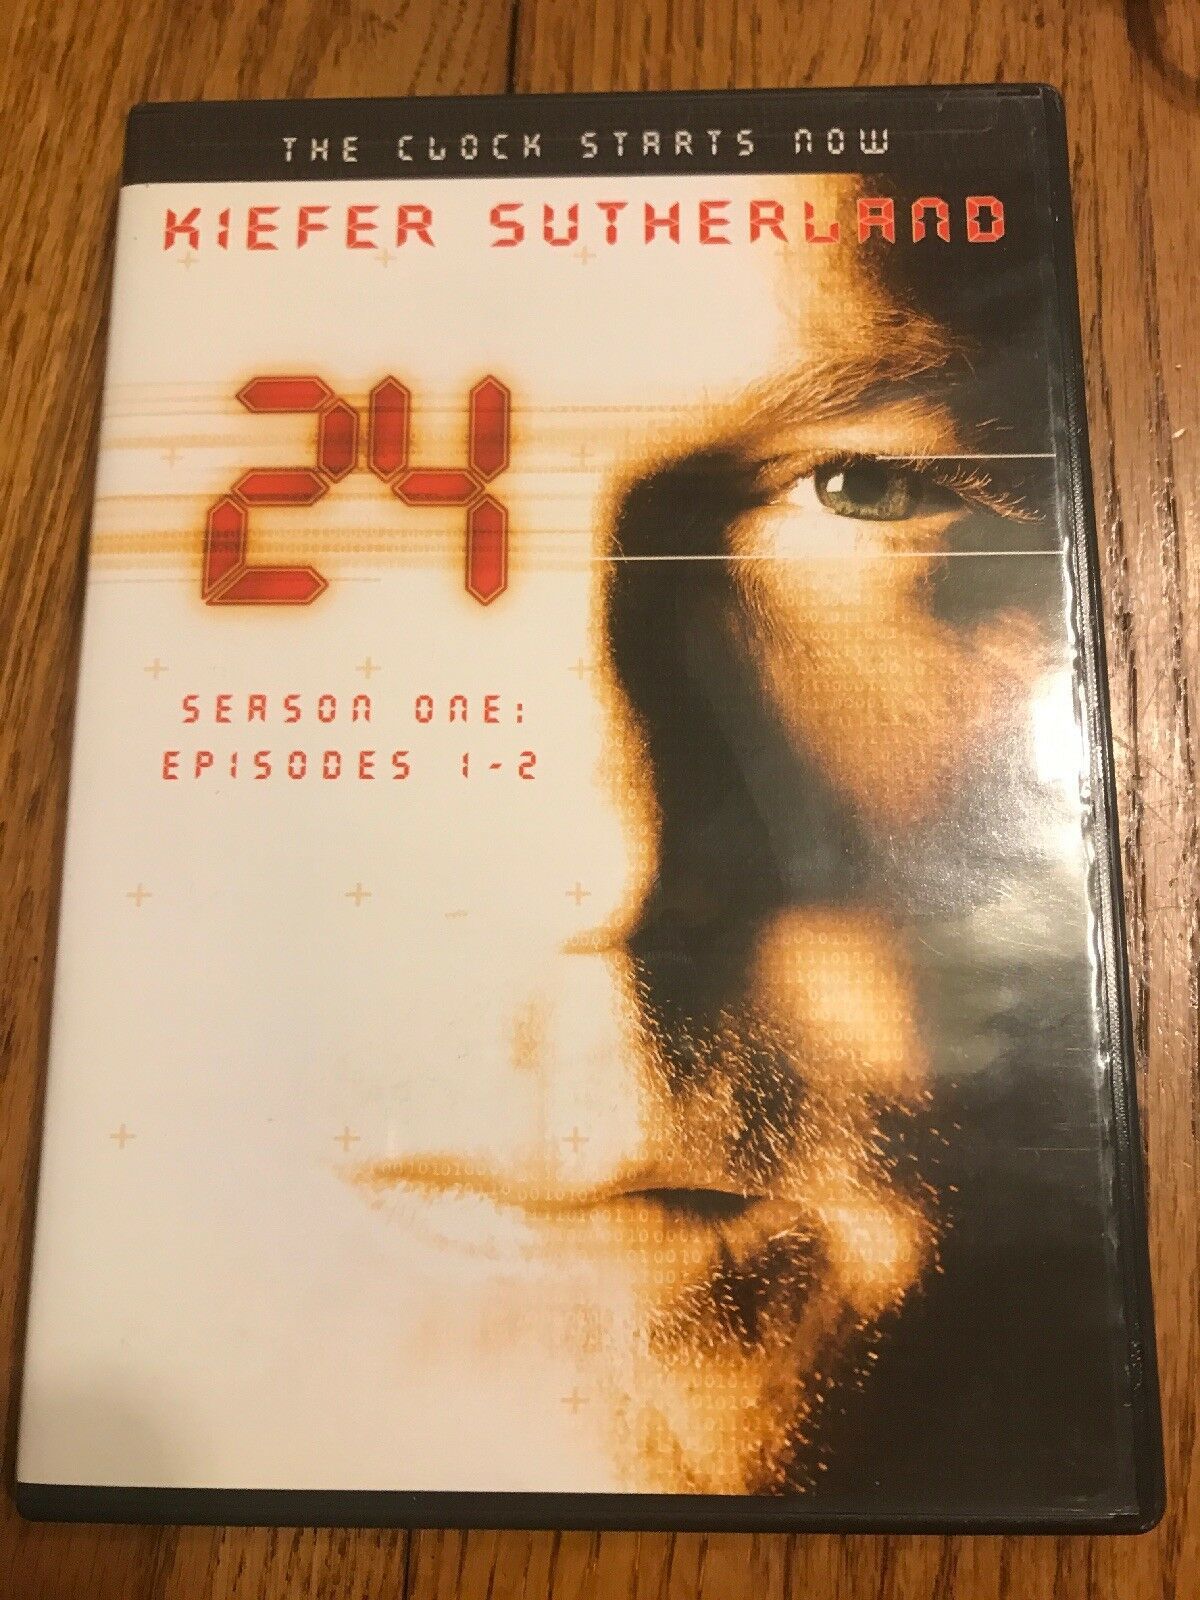 THE CLOCK STARTS NOW
KIEFER SUTHERLAND
24
SEASON ONE:
EPISODES 1-2